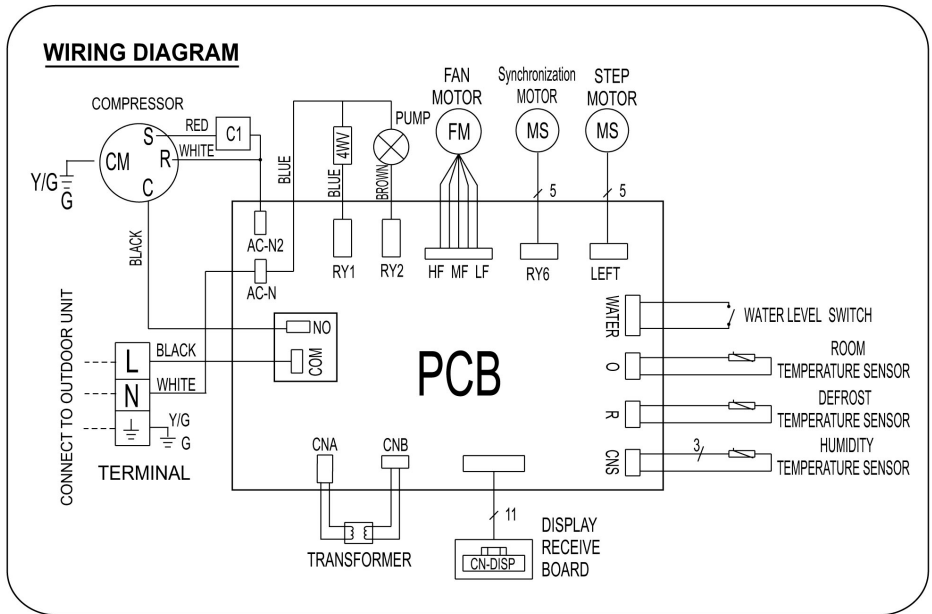 WIRING DIAGRAM
COMPRESSOR
S
CM
R
C
RED
C1
WHITE
Y/G
G
BLACK
BLUE
4WV
BLUE
PUMP
BROWN
FAN
MOTOR
FM
Synchronization
MOTOR
MS
STEP
MOTOR
MS
5
5
AC-N2
AC-N
RY1
RY2
HF MF LF
RY6
LEFT
NO
COM
PCB
WATER
WATER LEVEL SWITCH
O
ROOM
TEMPERATURE SENSOR
R
DEFROST
TEMPERATURE SENSOR
CNS
3
HUMIDITY
TEMPERATURE SENSOR
CONNECT TO OUTDOOR UNIT
L
BLACK
N
WHITE
Y/G
G
TERMINAL
CNA
CNB
TRANSFORMER
11
CN-DISP
DISPLAY
RECEIVE
BOARD